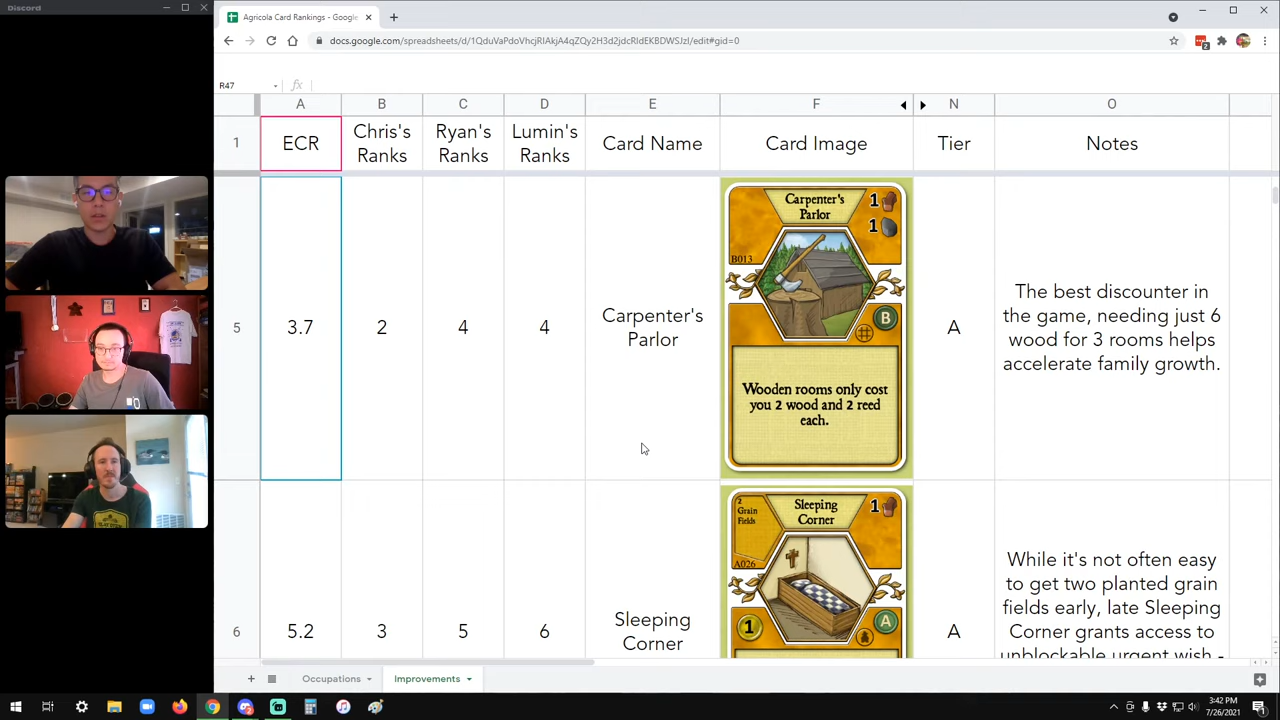 Discord
Agricola Card Rankings - Google
docs.google.com/spreadsheets/d/1QduVaPdoVhcjRIAkjA4qZQy2H3d2jdcRIdEKBDWSJzI/edit#gid=0
R47
fx
A B C D E F N O
1 ECR Chris's Ranks Ryan's Ranks Lumin's Ranks Card Name Card Image Tier Notes
5 3.7 2 4 4
Carpenter's
Parlor
Carpenter's
Parlor
1
1
B013
B
Wooden rooms only cost
you 2 wood and 2 reed
each.
A
The best discounter in
the game, needing just 6
wood for 3 rooms helps
accelerate family growth.
6 5.2 3 5 6
Sleeping
Corner
2
Grain
Fields
Sleeping
Corner
1
A026
A
1
A
While it's not often easy
to get two planted grain
fields early, late Sleeping
Corner grants access to
unblockable urgent wish -
Occupations
Improvements
3:42 PM
7/26/2021